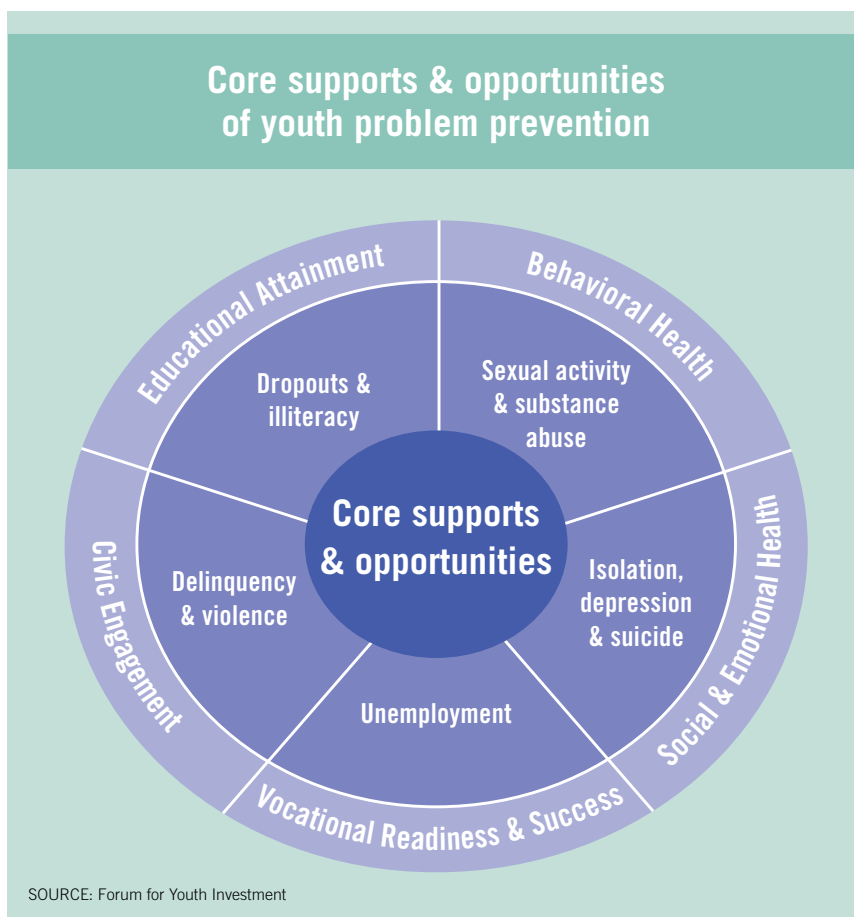 Core supports & opportunities
of youth problem prevention
Educational Attainment
Behavioral Health
Dropouts &
illiteracy
Sexual activity
& substance
abuse
Core supports
& opportunities
Civic Engagement
Delinquency
& violence
Isolation,
depression
& suicide
Social & Emotional Health
Unemployment
Vocational Readiness & Success
SOURCE: Forum for Youth Investment